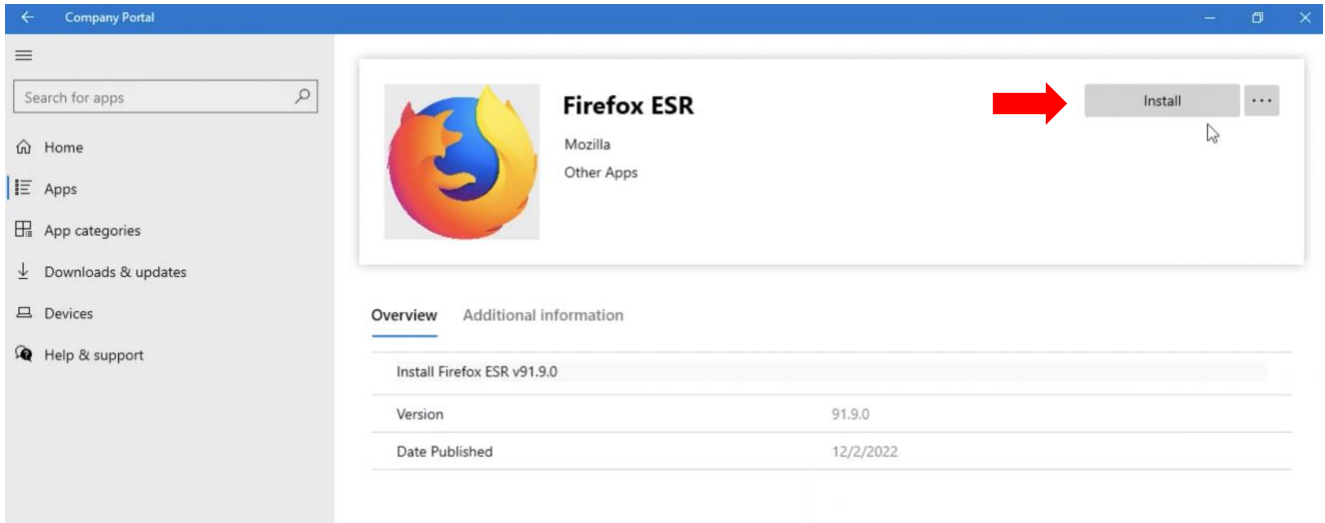 Company Portal
Search for apps
Home
Apps
App categories
Downloads & updates
Devices
Help & support
Firefox ESR
Mozilla
Other Apps
Install
Overview Additional information
Install Firefox ESR v91.9.0
Version 91.9.0
Date Published 12/2/2022